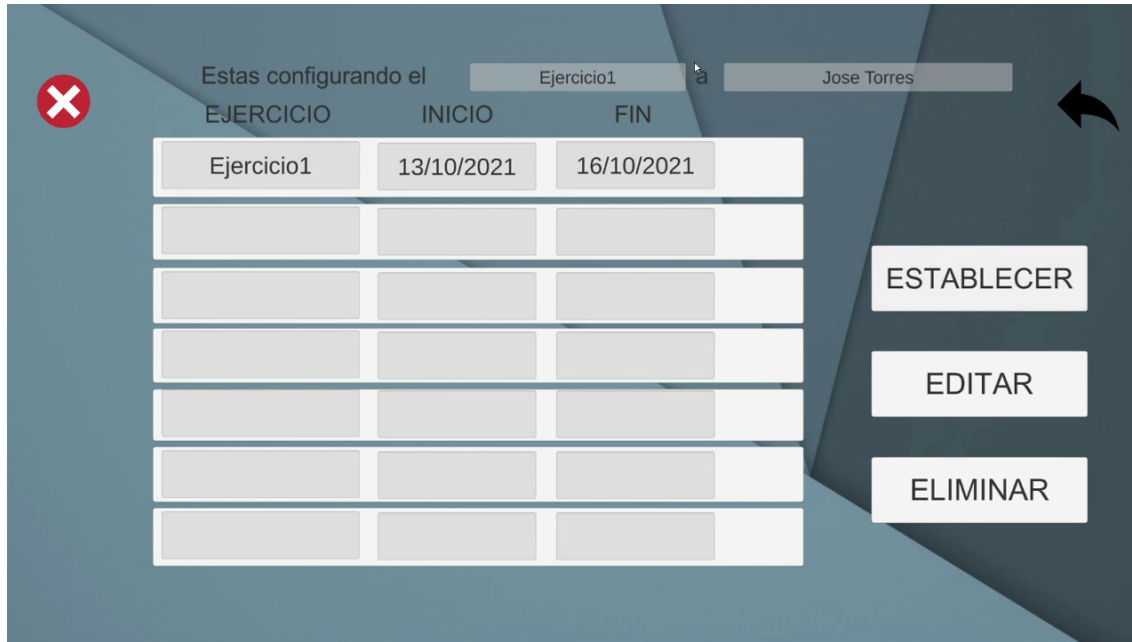 Estas configurando el Ejercicio1 a Jose Torres
EJERCICIO INICIO FIN
Ejercicio1 13/10/2021 16/10/2021
ESTABLECER
EDITAR
ELIMINAR